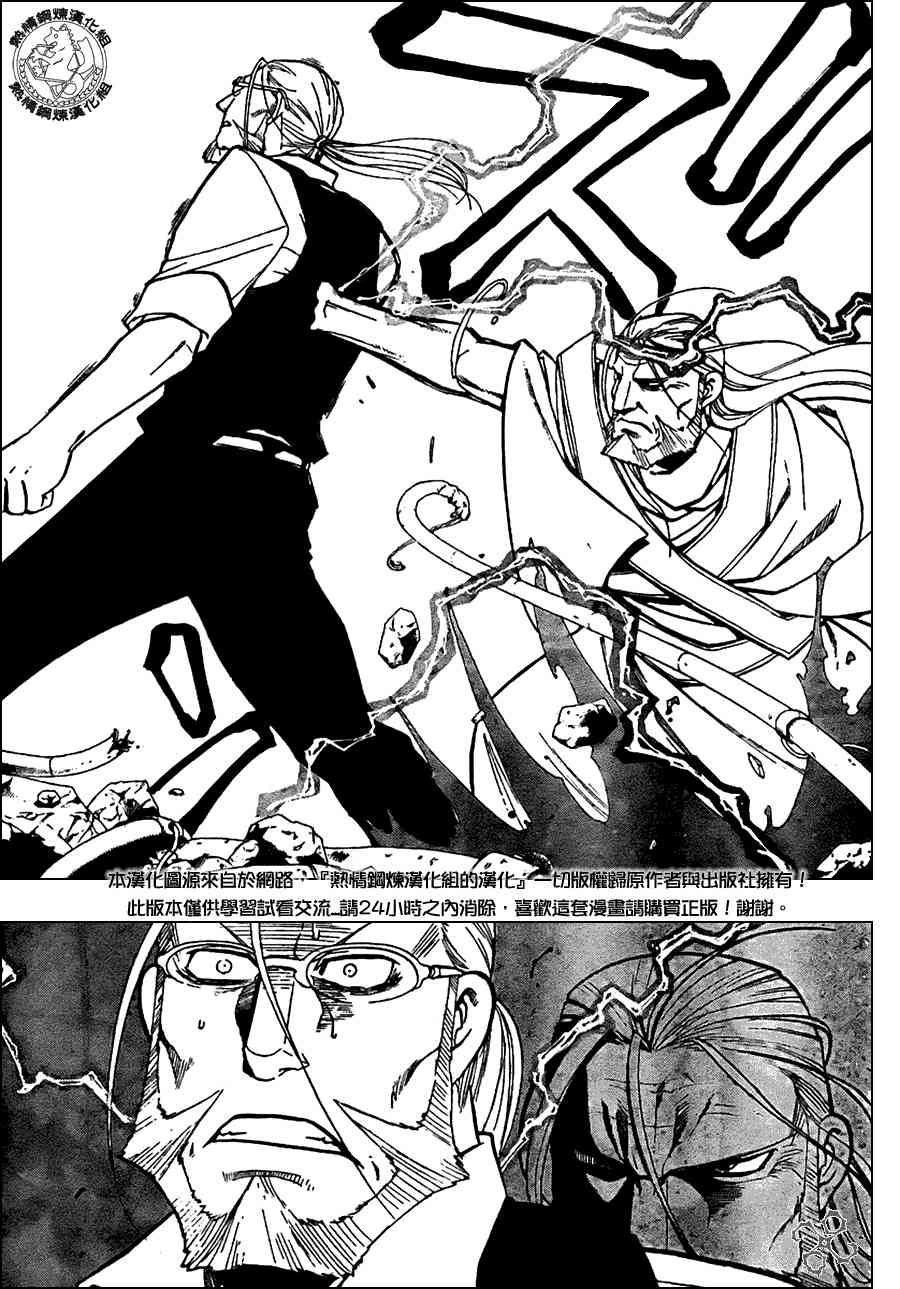 熱情鋼煉漢化組
熱情鋼煉漢化組
本漢化圖源來自於網路，『熱情鋼煉漢化組的漢化』一切版權歸原作者與出版社擁有！
此版本僅供學習試看交流，請24小時之內消除，喜歡這套漫畫請購買正版！謝謝。